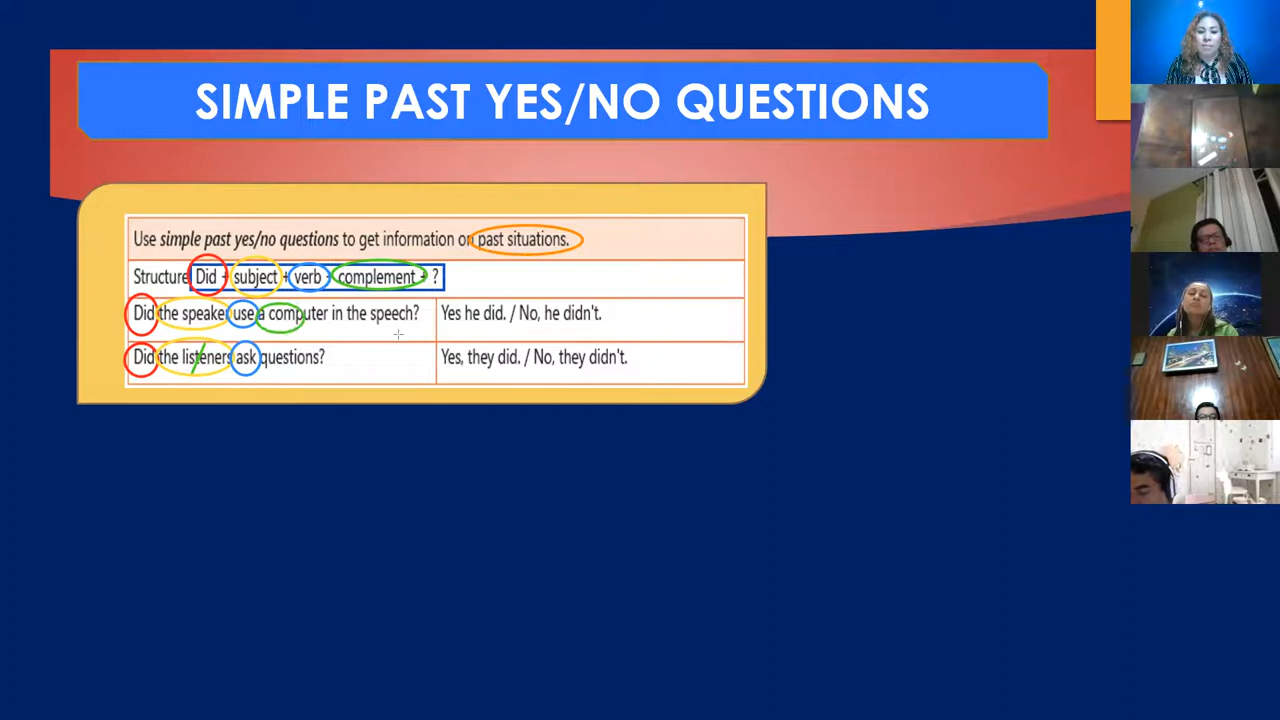 SIMPLE PAST YES/NO QUESTIONS
Use simple past yes/no questions to get information on past situations.
Structure Did + subject + verb + complement + ?
Did the speaker use a computer in the speech?
Yes he did. / No, he didn't.
Did the listeners ask questions?
Yes, they did. / No, they didn't.